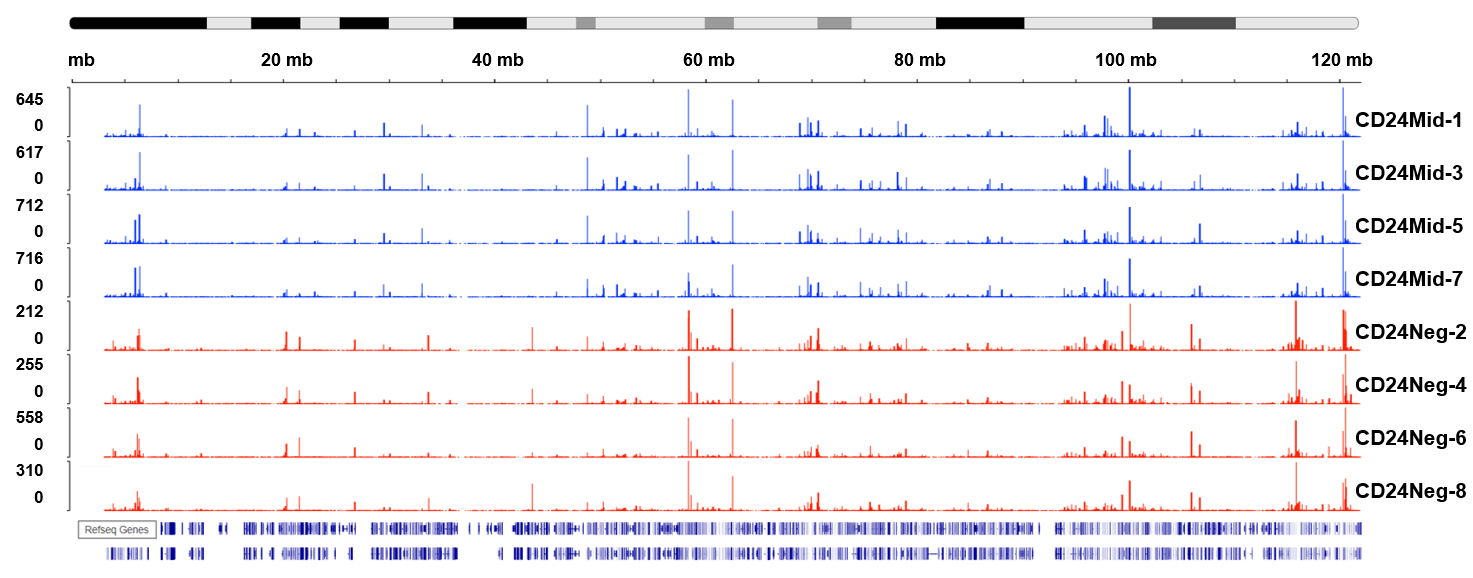 mb 20 mb 40 mb 60 mb 80 mb 100 mb 120 mb
645
0
CD24Mid-1
617
0
CD24Mid-3
712
0
CD24Mid-5
716
0
CD24Mid-7
212
0
CD24Neg-2
255
0
CD24Neg-4
558
0
CD24Neg-6
310
0
CD24Neg-8
Refseq Genes